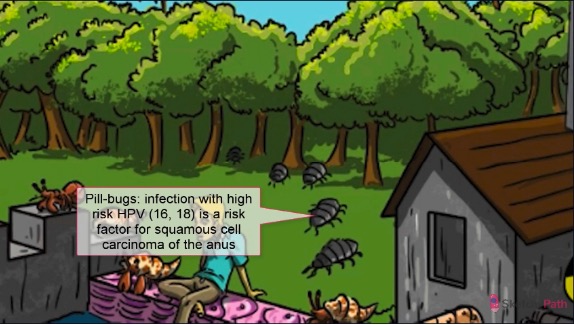 Pill-bugs: infection with high
risk HPV (16, 18) is a risk
factor for squamous cell
carcinoma of the anus
Path